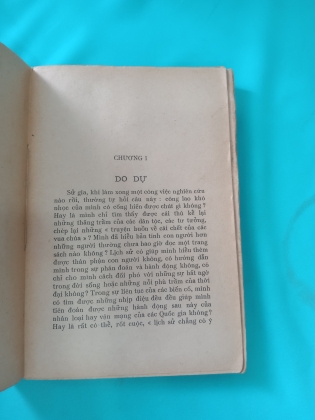 CHƯƠNG I
DO DỰ
Sử gia, khi làm xong một công việc nghiên cứu
nào rồi, thường tự hỏi câu này : công lao khó
nhọc của mình có cống hiến được chút gì không ?
Hay là mình chỉ tìm thấy được cái thú kể lại
những thăng trầm của các dân tộc, các tư tưởng,
chép lại những « truyện buồn về cái chết của các
vua chúa » ? Mình đã hiểu bản tính con người hơn
những người thường chưa bao giờ đọc một trang
sách nào không ? Lịch sử có giúp mình hiểu thêm
được thân phận con người không, có hướng dẫn
mình trong sự phán đoán và hành động không, có
chỉ cho mình cách đối phó với những sự bất ngờ
trong đời sống hoặc những nỗi phù trầm của thời
đại không ? Trong sự liên tục của các biến cố, mình
có tìm được những nhịp điệu đều đều giúp mình
tiên đoán được những hành động sau này của
nhân loại hay vận mạng của các Quốc gia không ?
Hay là rất có thể, rốt cuộc, « lịch sử chẳng có ý